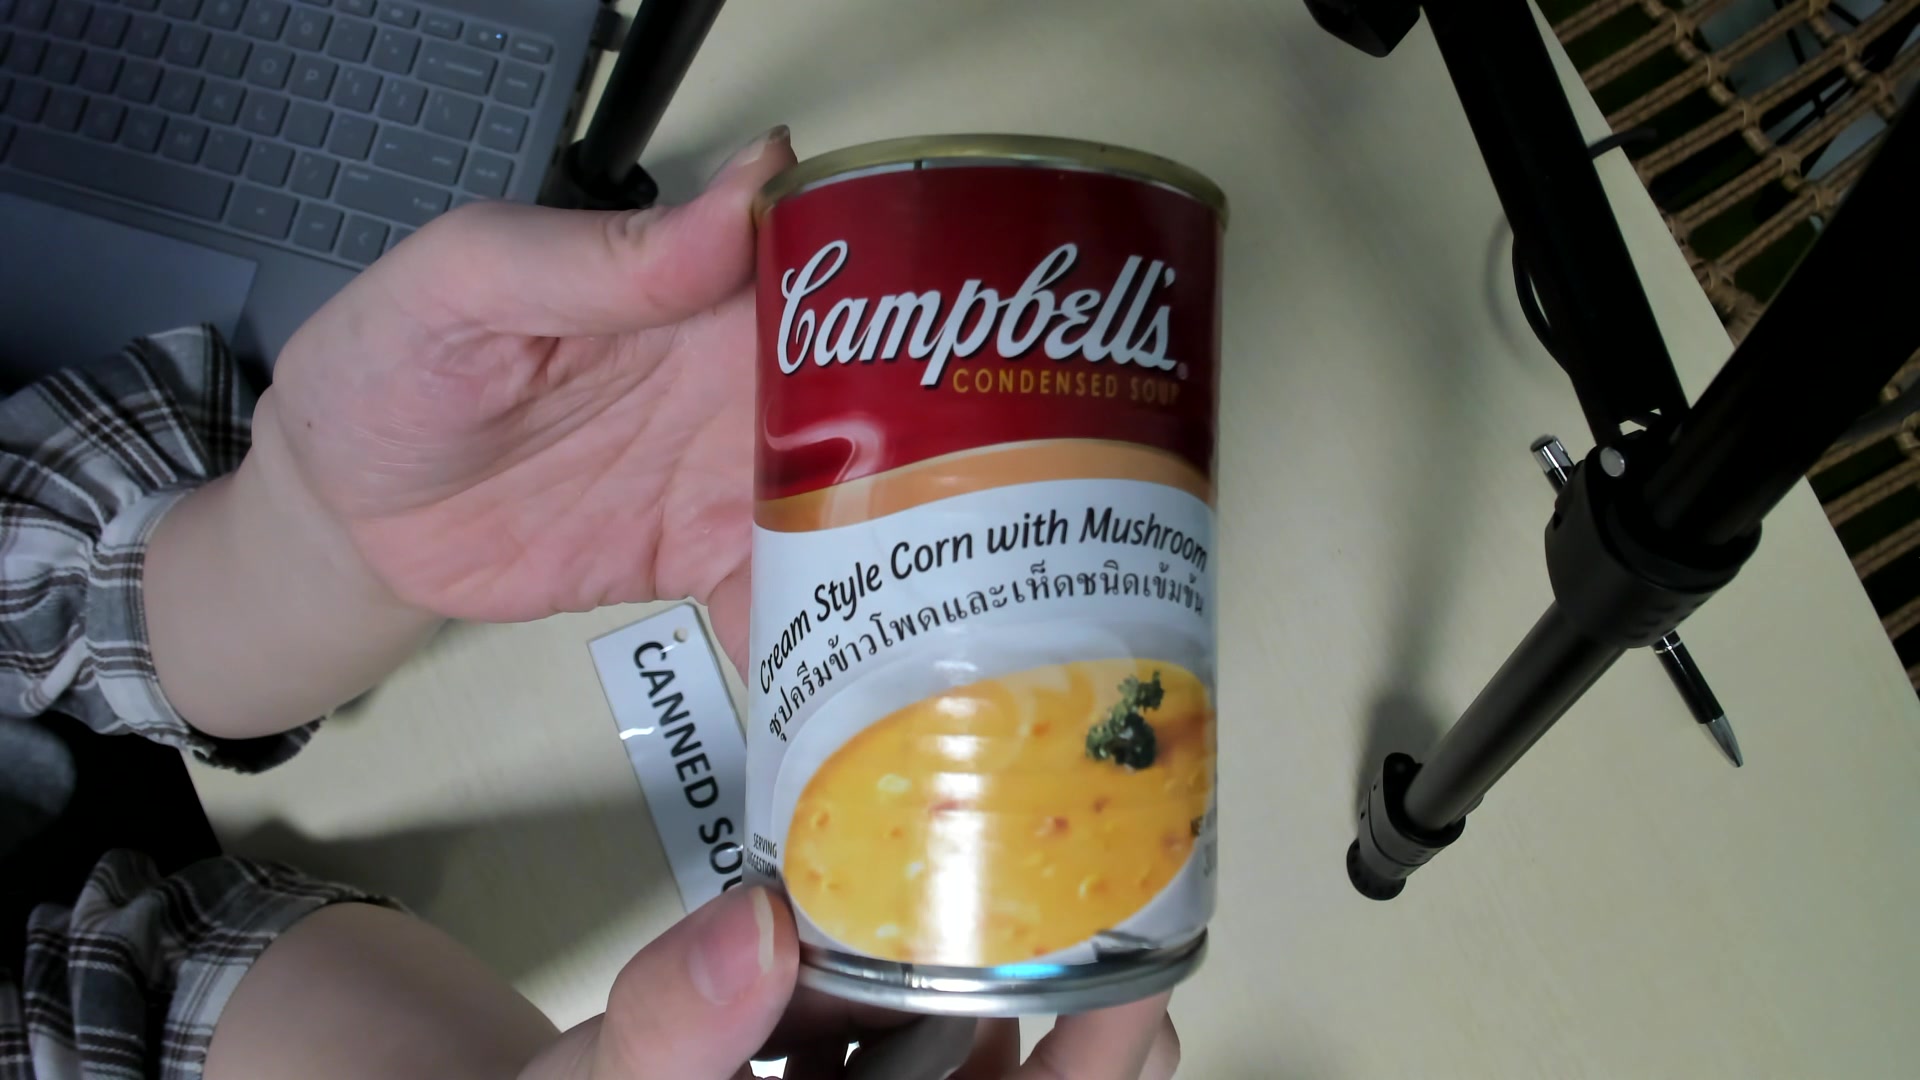 Campbell's
CONDENSED SOUP
Cream Style Corn with Mushroom
ซุปครีมข้าวโพดและเห็ดชนิดเข้มข้น
SERVING
SUGGESTION
CANNED